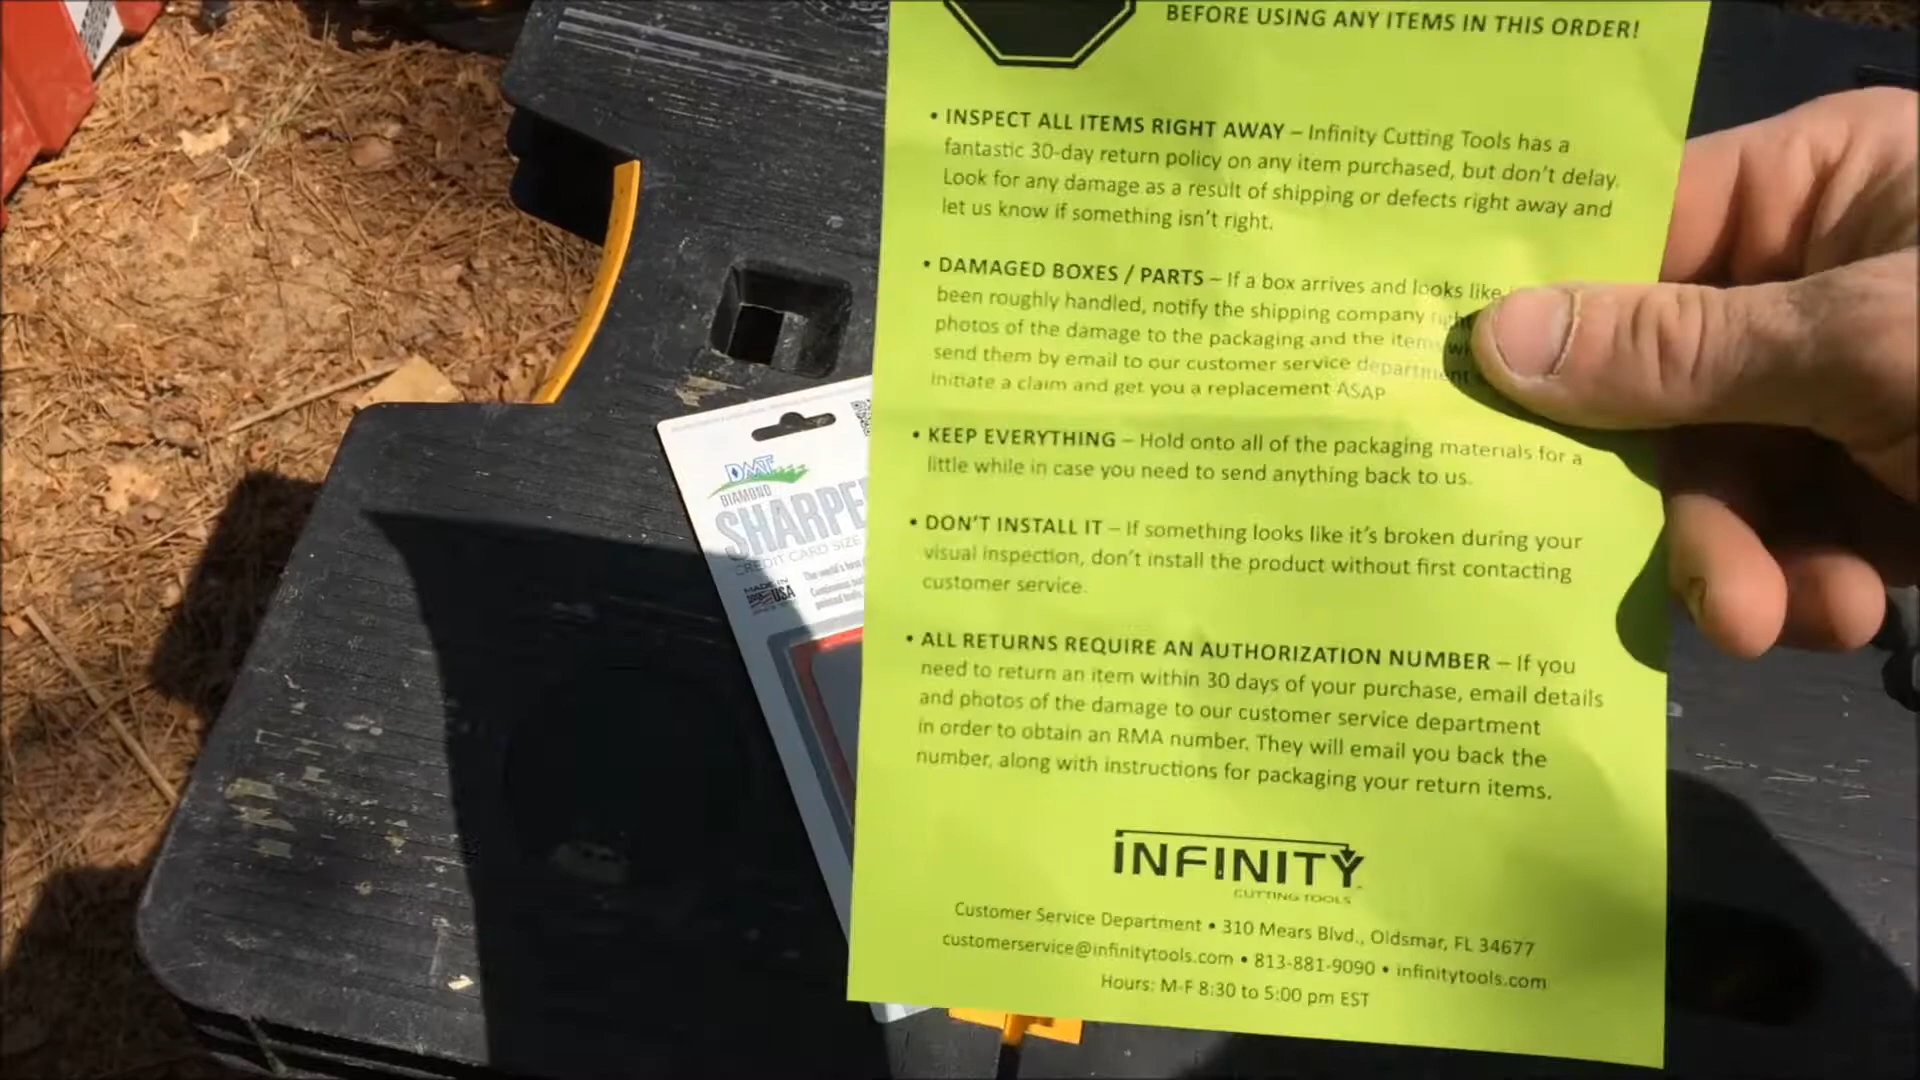 BEFORE USING ANY ITEMS IN THIS ORDER!
• INSPECT ALL ITEMS RIGHT AWAY – Infinity Cutting Tools has a
fantastic 30-day return policy on any item purchased, but don't delay.
Look for any damage as a result of shipping or defects right away and
let us know if something isn't right.
• DAMAGED BOXES / PARTS – If a box arrives and looks like
been roughly handled, notify the shipping company
photos of the damage to the packaging and the items
send them by email to our customer service department
initiate a claim and get you a replacement ASAP
• KEEP EVERYTHING – Hold onto all of the packaging materials for a
little while in case you need to send anything back to us.
• DON'T INSTALL IT – If something looks like it's broken during your
visual inspection, don't install the product without first contacting
customer service.
• ALL RETURNS REQUIRE AN AUTHORIZATION NUMBER – If you
need to return an item within 30 days of your purchase, email details
and photos of the damage to our customer service department
in order to obtain an RMA number. They will email you back the
number, along with instructions for packaging your return items.
INFINITY
CUTTING TOOLS
Customer Service Department • 310 Mears Blvd., Oldsmar, FL 34677
customerservice@infinitytools.com • 813-881-9090 • infinitytools.com
Hours: M-F 8:30 to 5:00 pm EST
DMT
DIAMOND
SHARPE
CREDIT CARD SIZE
MADE IN
USA